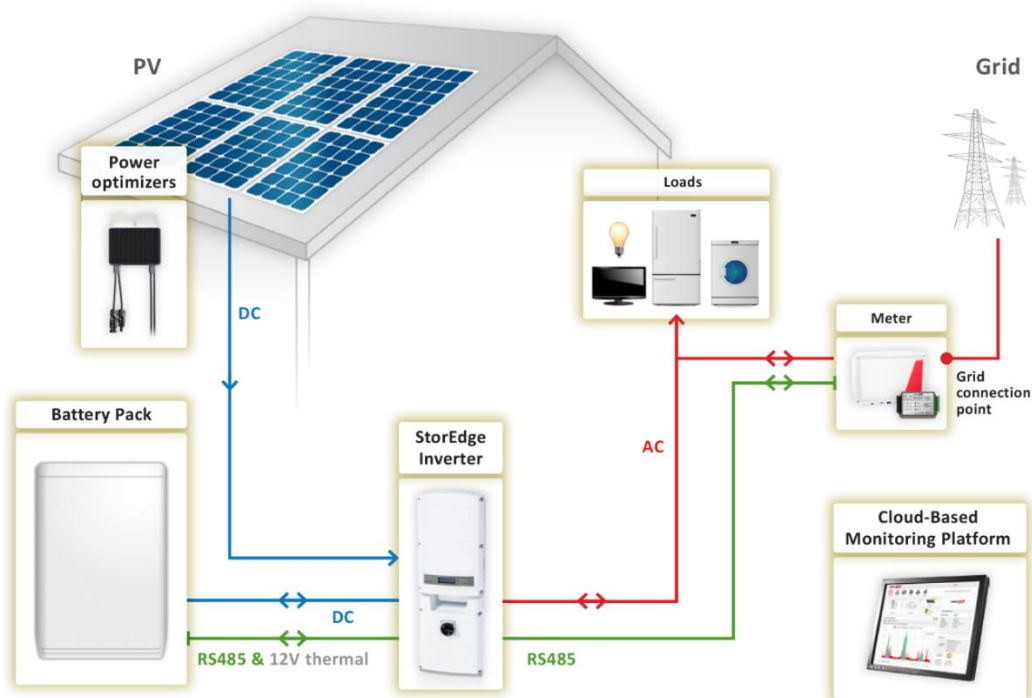 PV
Grid
Power
optimizers
Loads
DC
Meter
Grid
connection
point
Battery Pack
StorEdge
Inverter
AC
Cloud-Based
Monitoring Platform
DC
RS485 & 12V thermal
RS485